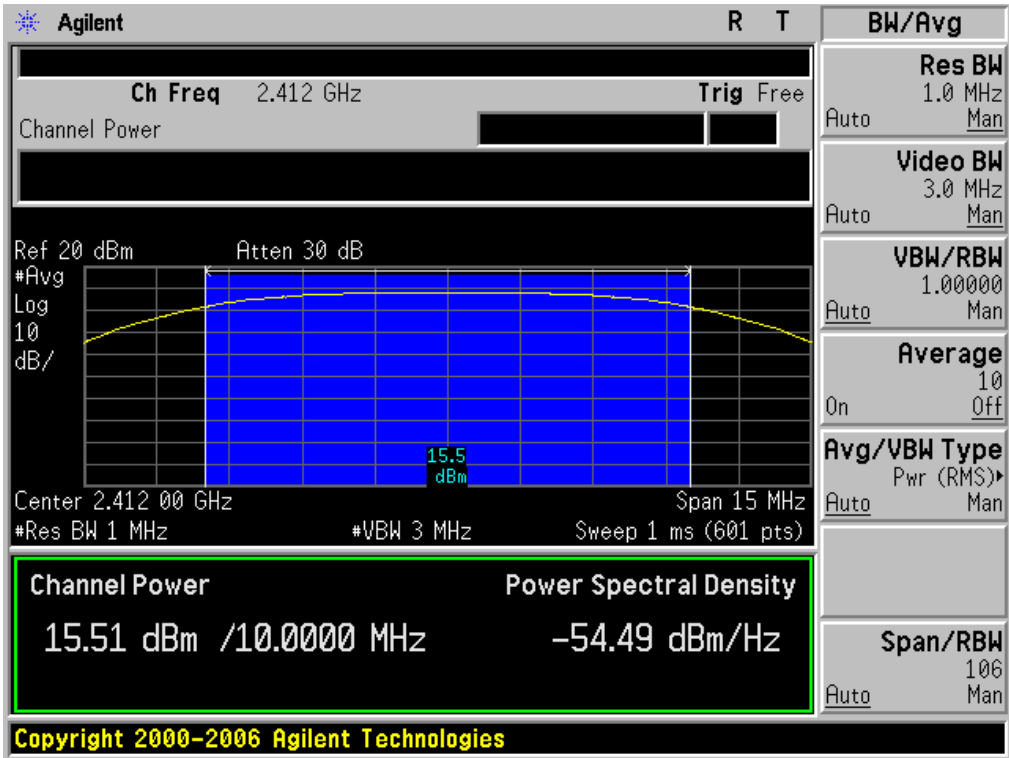 Agilent R T
BW/Avg
Ch Freq 2.412 GHz Trig Free
Channel Power
Ref 20 dBm Atten 30 dB
#Avg
Log
10
dB/
15.5
dBm
Center 2.412 00 GHz Span 15 MHz
#Res BW 1 MHz #VBW 3 MHz Sweep 1 ms (601 pts)
Channel Power Power Spectral Density
15.51 dBm /10.0000 MHz -54.49 dBm/Hz
Res BW
1.0 MHz
Auto Man
Video BW
3.0 MHz
Auto Man
VBW/RBW
1.00000
Auto Man
Average
10
On Off
Avg/VBW Type
Pwr (RMS)▸
Auto Man
Span/RBW
106
Auto Man
Copyright 2000-2006 Agilent Technologies